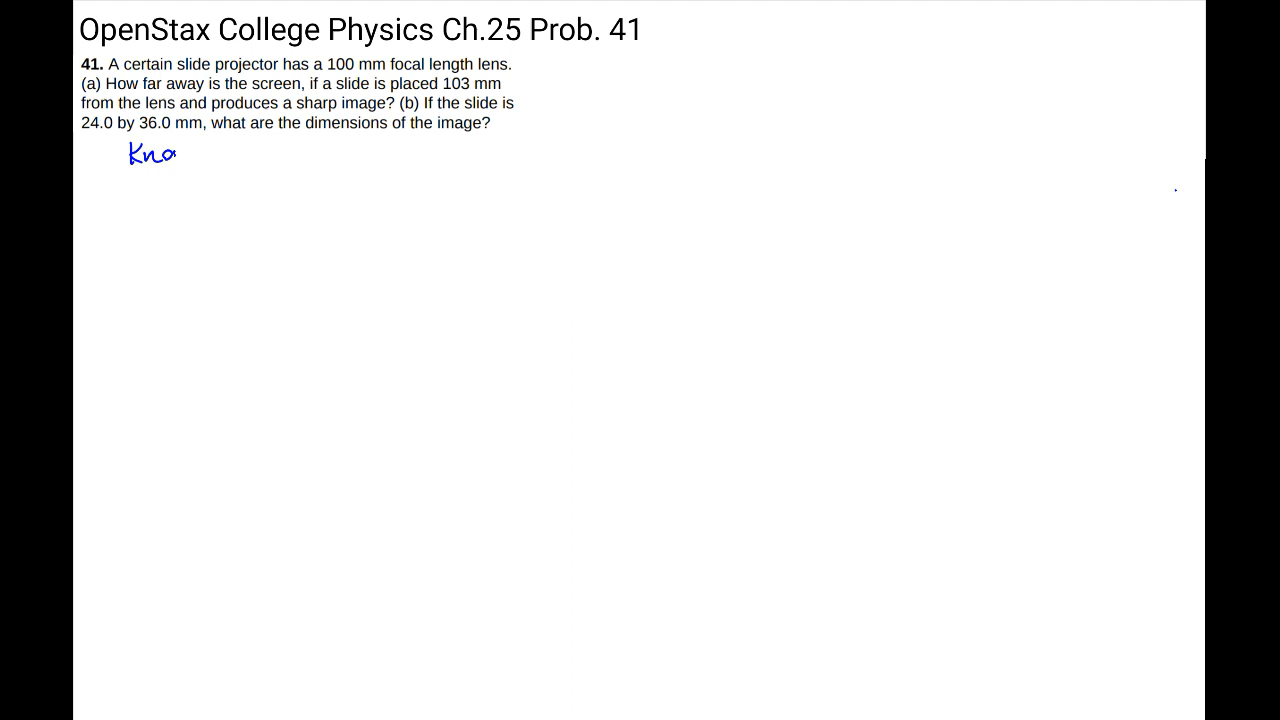 OpenStax College Physics Ch.25 Prob. 41
41. A certain slide projector has a 100 mm focal length lens.
(a) How far away is the screen, if a slide is placed 103 mm
from the lens and produces a sharp image? (b) If the slide is
24.0 by 36.0 mm, what are the dimensions of the image?
Kno